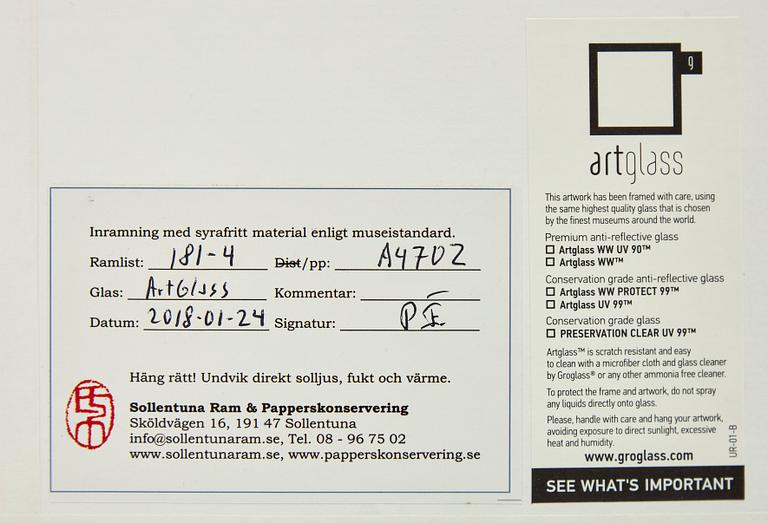 Inramning med syrafritt material enligt museistandard.
Ramlist: 181-4 Dist/pp: A4702
Glas: ArtGlass Kommentar: –
Datum: 2018-01-24 Signatur: PE
Häng rätt! Undvik direkt solljus, fukt och värme.
Sollentuna Ram & Papperskonservering
Sköldvägen 16, 191 47 Sollentuna
info@sollentunaram.se, Tel. 08 - 96 75 02
www.sollentunaram.se, www.papperskonservering.se
g
artglass
This artwork has been framed with care, using
the same highest quality glass that is chosen
by the finest museums around the world.
Premium anti-reflective glass
☐ Artglass WW UV 90™
☐ Artglass WW™
Conservation grade anti-reflective glass
☐ Artglass WW PROTECT 99™
☐ Artglass UV 99™
Conservation grade glass
☐ PRESERVATION CLEAR UV 99™
Artglass™ is scratch resistant and easy
to clean with a microfiber cloth and glass cleaner
by Groglass® or any other ammonia free cleaner.
To protect the frame and artwork, do not spray
any liquids directly onto glass.
Please, handle with care and hang your artwork,
avoiding exposure to direct sunlight, excessive
heat and humidity.
UR-01-B
www.groglass.com
SEE WHAT'S IMPORTANT